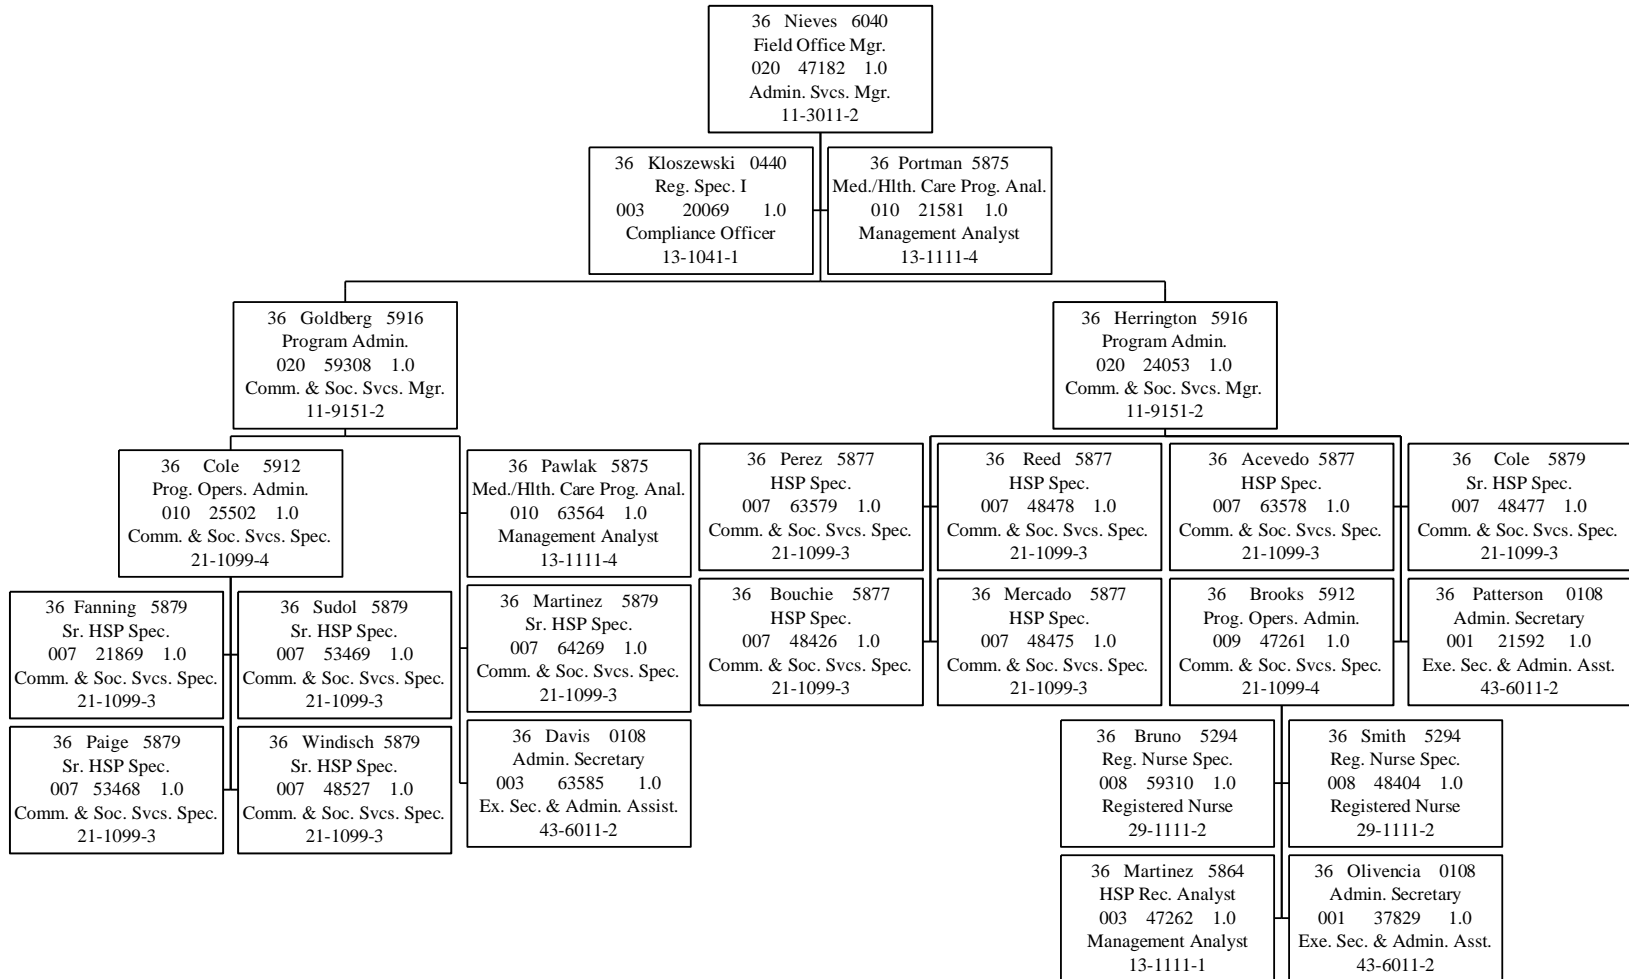 36 Nieves 6040
Field Office Mgr.
020 47182 1.0
Admin. Svcs. Mgr.
11-3011-2
36 Kloszewski 0440
Reg. Spec. I
003 20069 1.0
Compliance Officer
13-1041-1
36 Portman 5875
Med./Hlth. Care Prog. Anal.
010 21581 1.0
Management Analyst
13-1111-4
36 Goldberg 5916
Program Admin.
020 59308 1.0
Comm. & Soc. Svcs. Mgr.
11-9151-2
36 Herrington 5916
Program Admin.
020 24053 1.0
Comm. & Soc. Svcs. Mgr.
11-9151-2
36 Cole 5912
Prog. Opers. Admin.
010 25502 1.0
Comm. & Soc. Svcs. Spec.
21-1099-4
36 Pawlak 5875
Med./Hlth. Care Prog. Anal.
010 63564 1.0
Management Analyst
13-1111-4
36 Perez 5877
HSP Spec.
007 63579 1.0
Comm. & Soc. Svcs. Spec.
21-1099-3
36 Reed 5877
HSP Spec.
007 48478 1.0
Comm. & Soc. Svcs. Spec.
21-1099-3
36 Acevedo 5877
HSP Spec.
007 63578 1.0
Comm. & Soc. Svcs. Spec.
21-1099-3
36 Cole 5879
Sr. HSP Spec.
007 48477 1.0
Comm. & Soc. Svcs. Spec.
21-1099-3
36 Fanning 5879
Sr. HSP Spec.
007 21869 1.0
Comm. & Soc. Svcs. Spec.
21-1099-3
36 Sudol 5879
Sr. HSP Spec.
007 53469 1.0
Comm. & Soc. Svcs. Spec.
21-1099-3
36 Martinez 5879
Sr. HSP Spec.
007 64269 1.0
Comm. & Soc. Svcs. Spec.
21-1099-3
36 Bouchie 5877
HSP Spec.
007 48426 1.0
Comm. & Soc. Svcs. Spec.
21-1099-3
36 Mercado 5877
HSP Spec.
007 48475 1.0
Comm. & Soc. Svcs. Spec.
21-1099-3
36 Brooks 5912
Prog. Opers. Admin.
009 47261 1.0
Comm. & Soc. Svcs. Spec.
21-1099-4
36 Patterson 0108
Admin. Secretary
001 21592 1.0
Exe. Sec. & Admin. Asst.
43-6011-2
36 Paige 5879
Sr. HSP Spec.
007 53468 1.0
Comm. & Soc. Svcs. Spec.
21-1099-3
36 Windisch 5879
Sr. HSP Spec.
007 48527 1.0
Comm. & Soc. Svcs. Spec.
21-1099-3
36 Davis 0108
Admin. Secretary
003 63585 1.0
Ex. Sec. & Admin. Assist.
43-6011-2
36 Bruno 5294
Reg. Nurse Spec.
008 59310 1.0
Registered Nurse
29-1111-2
36 Smith 5294
Reg. Nurse Spec.
008 48404 1.0
Registered Nurse
29-1111-2
36 Martinez 5864
HSP Rec. Analyst
003 47262 1.0
Management Analyst
13-1111-1
36 Olivencia 0108
Admin. Secretary
001 37829 1.0
Exe. Sec. & Admin. Asst.
43-6011-2